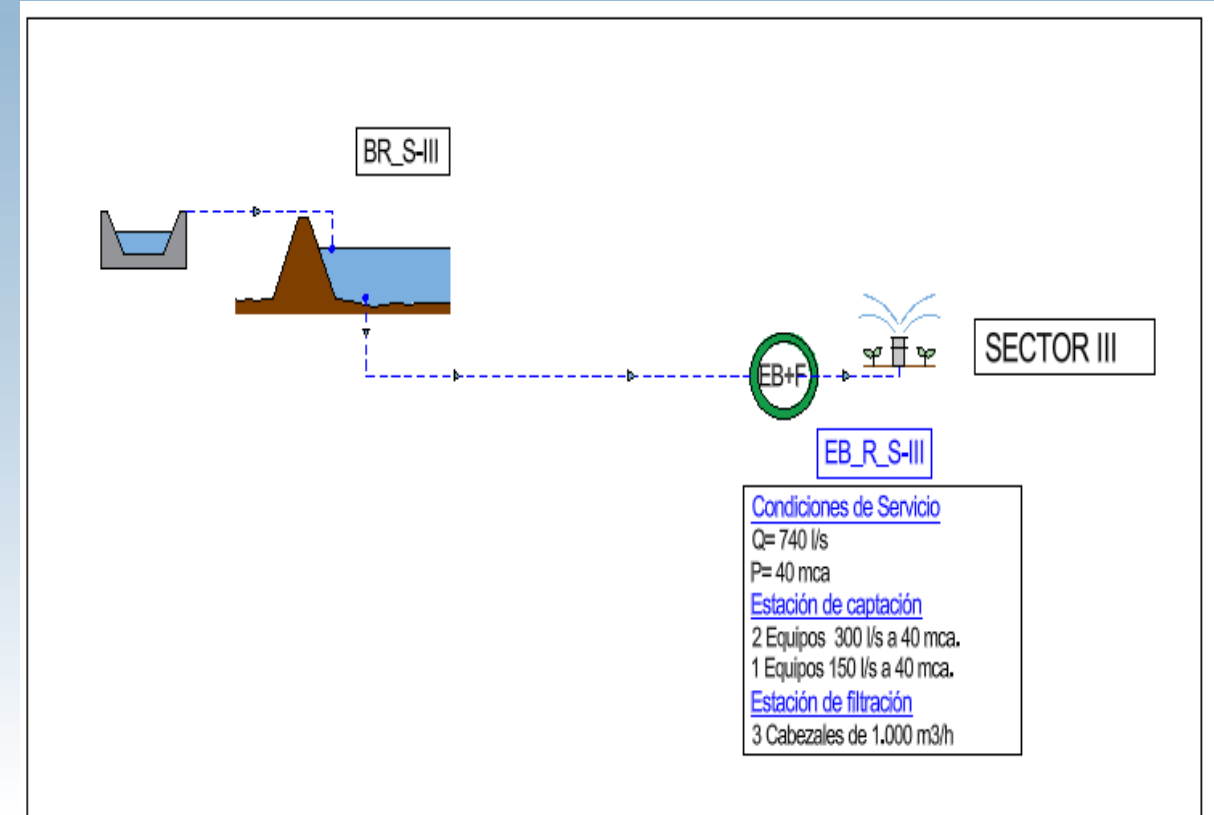 BR_S-III
EB+F
SECTOR III
EB_R_S-III
Condiciones de Servicio
Q= 740 l/s
P= 40 mca
Estación de captación
2 Equipos 300 l/s a 40 mca.
1 Equipos 150 l/s a 40 mca.
Estación de filtración
3 Cabezales de 1.000 m3/h